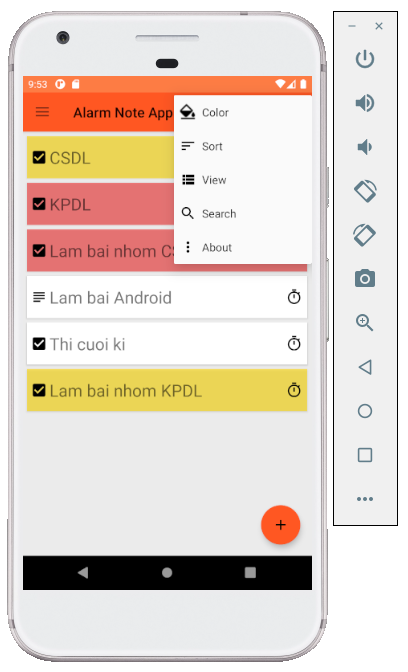 9:53
Alarm Note App
Color
Sort
View
Search
About
CSDL
KPDL
Lam bai nhom
Lam bai Android
Thi cuoi ki
Lam bai nhom KPDL